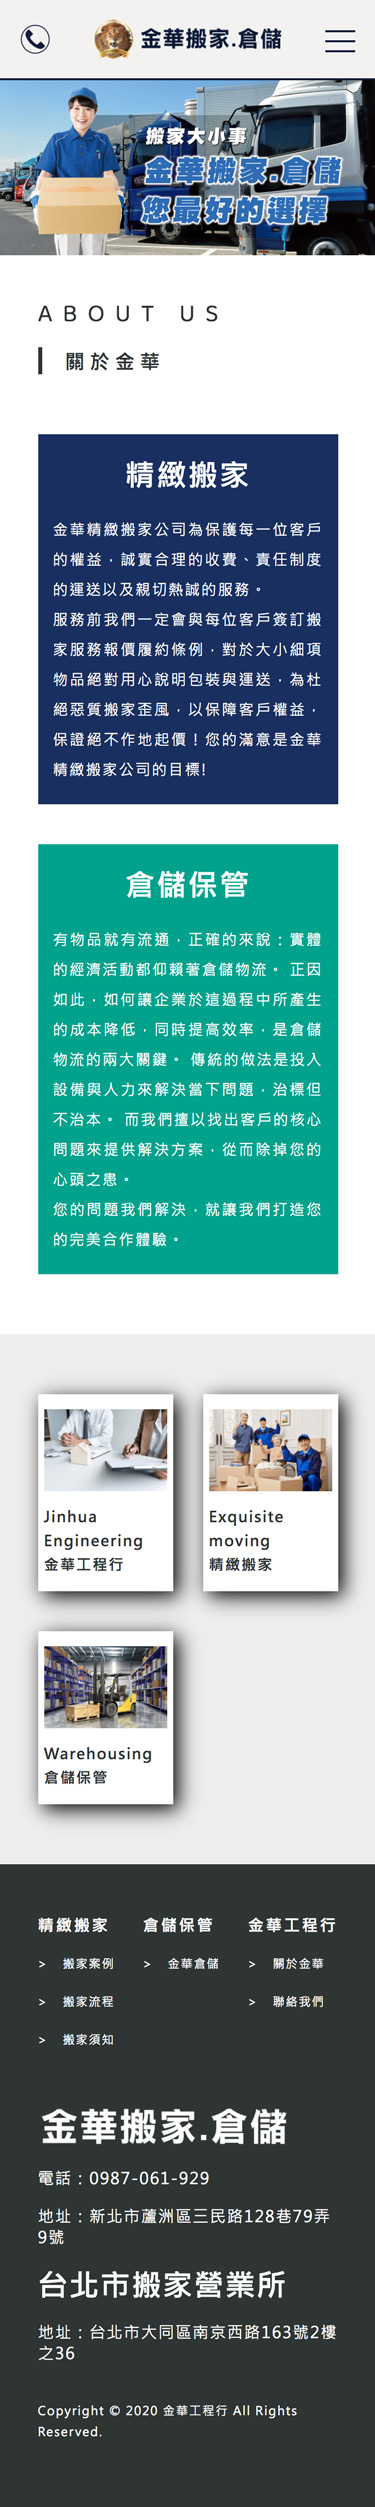 金華搬家.倉儲
搬家大小事
金華搬家.倉儲
您最好的選擇
ABOUT US
關於金華
精緻搬家
金華精緻搬家公司為保護每一位客戶
的權益，誠實合理的收費、責任制度
的運送以及親切熱誠的服務。
服務前我們一定會與每位客戶簽訂搬
家服務報價履約條例，對於大小細項
物品絕對用心說明包裝與運送，為杜
絕惡質搬家歪風，以保障客戶權益，
保證絕不作地起價！您的滿意是金華
精緻搬家公司的目標!
倉儲保管
有物品就有流通，正確的來說：實體
的經濟活動都仰賴著倉儲物流。 正因
如此，如何讓企業於這過程中所產生
的成本降低，同時提高效率，是倉儲
物流的兩大關鍵。 傳統的做法是投入
設備與人力來解決當下問題，治標但
不治本。 而我們擅以找出客戶的核心
問題來提供解決方案，從而除掉您的
心頭之患。
您的問題我們解決，就讓我們打造您
的完美合作體驗。
Jinhua
Engineering
金華工程行
Exquisite
moving
精緻搬家
Warehousing
倉儲保管
精緻搬家
> 搬家案例
> 搬家流程
> 搬家須知
倉儲保管
> 金華倉儲
金華工程行
> 關於金華
> 聯絡我們
金華搬家.倉儲
電話：0987-061-929
地址：新北市蘆洲區三民路128巷79弄
9號
台北市搬家營業所
地址：台北市大同區南京西路163號2樓
之36
Copyright © 2020 金華工程行 All Rights
Reserved.